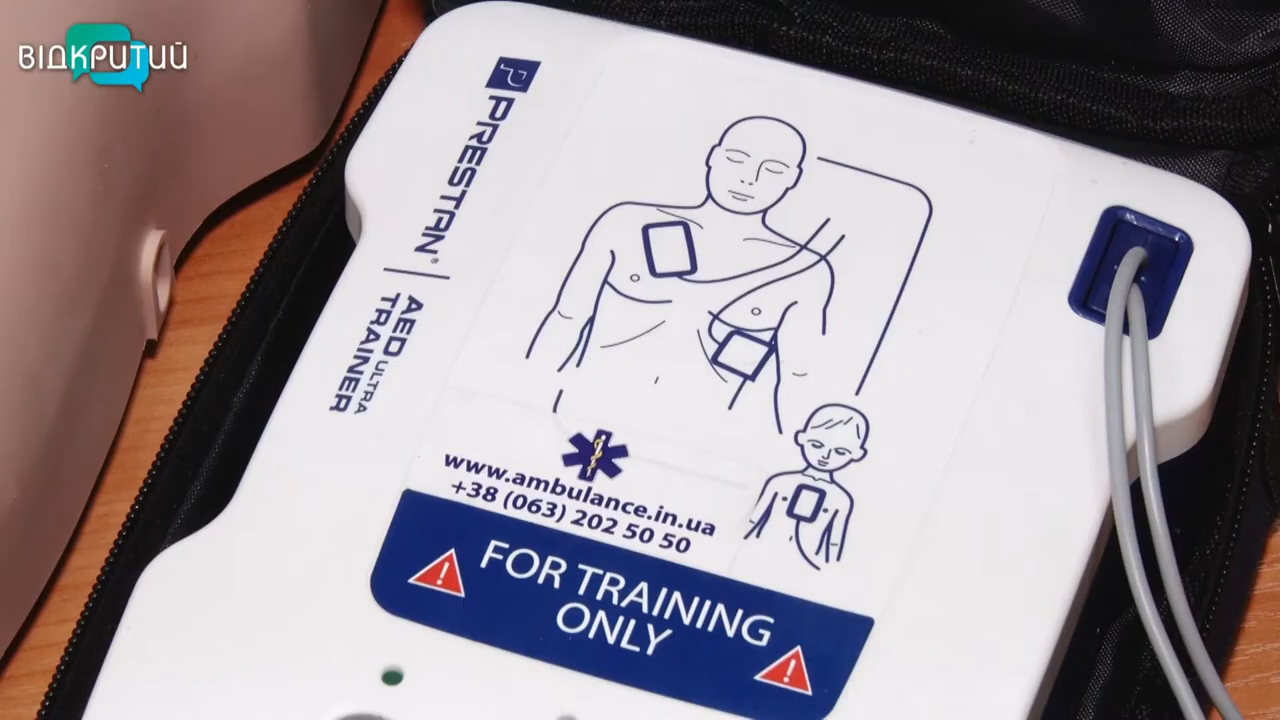 ВІДКРИТИЙ
PRESTAN®
AED ULTRA
TRAINER
www.ambulance.in.ua
+38 (063) 202 50 50
FOR TRAINING
ONLY